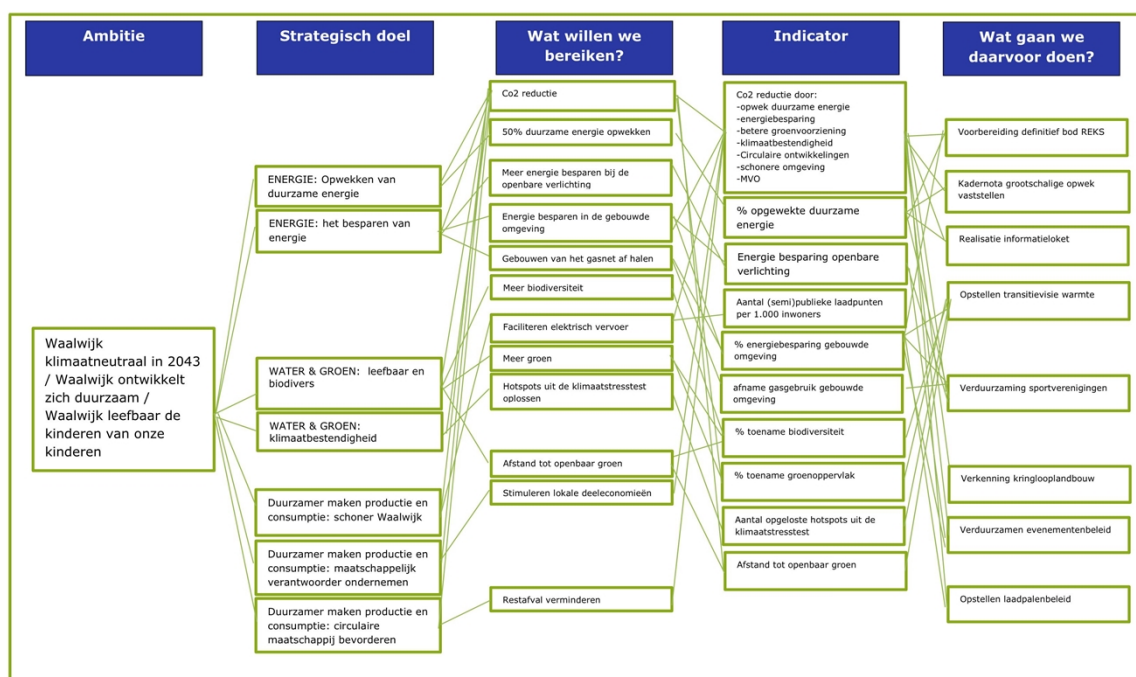 Ambitie
Strategisch doel
Wat willen we
bereiken?
Indicator
Wat gaan we
daarvoor doen?
Waalwijk
klimaatneutraal in 2043
/ Waalwijk ontwikkelt
zich duurzaam /
Waalwijk leefbaar de
kinderen van onze
kinderen
ENERGIE: Opwekken van
duurzame energie
ENERGIE: het besparen van
energie
WATER & GROEN: leefbaar en
biodivers
WATER & GROEN:
klimaatbestendigheid
Duurzamer maken productie en
consumptie: schoner Waalwijk
Duurzamer maken productie en
consumptie: maatschappelijk
verantwoorder ondernemen
Duurzamer maken productie en
consumptie: circulaire
maatschappij bevorderen
Co2 reductie
50% duurzame energie opwekken
Meer energie besparen bij de
openbare verlichting
Energie besparen in de gebouwde
omgeving
Gebouwen van het gasnet af halen
Meer biodiversiteit
Faciliteren elektrisch vervoer
Meer groen
Hotspots uit de klimaatstresstest
oplossen
Afstand tot openbaar groen
Stimuleren lokale deeleconomieën
Restafval verminderen
Co2 reductie door:
-opwek duurzame energie
-energiebesparing
-betere groenvoorziening
-klimaatbestendigheid
-Circulaire ontwikkelingen
-schonere omgeving
-MVO
% opgewekte duurzame
energie
Energie besparing openbare
verlichting
Aantal (semi)publieke laadpunten
per 1.000 inwoners
% energiebesparing gebouwde
omgeving
afname gasgebruik gebouwde
omgeving
% toename biodiversiteit
% toename groenoppervlak
Aantal opgeloste hotspots uit de
klimaatstresstest
Afstand tot openbaar groen
Voorbereiding definitief bod REKS
Kadernota grootschalige opwek
vaststellen
Realisatie informatieloket
Opstellen transitievisie warmte
Verduurzaming sportverenigingen
Verkenning kringlooplandbouw
Verduurzamen evenementenbeleid
Opstellen laadpalenbeleid